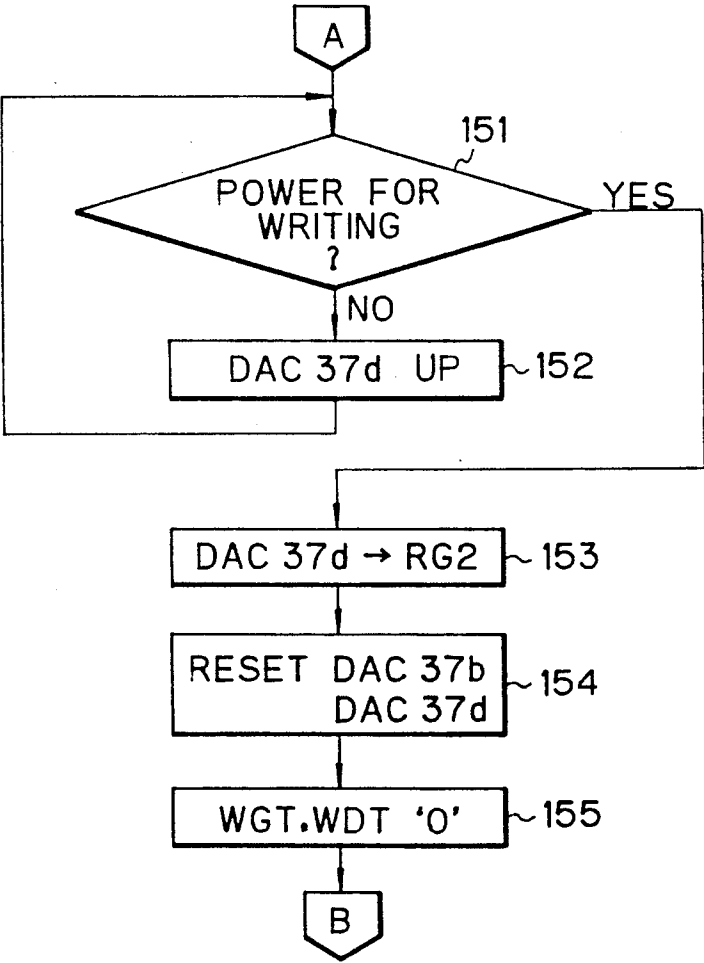 A
151
POWER FOR
WRITING
?
YES
NO
DAC 37d UP
152
DAC 37d → RG2
153
RESET DAC 37b
DAC 37d
154
WGT.WDT '0'
155
B